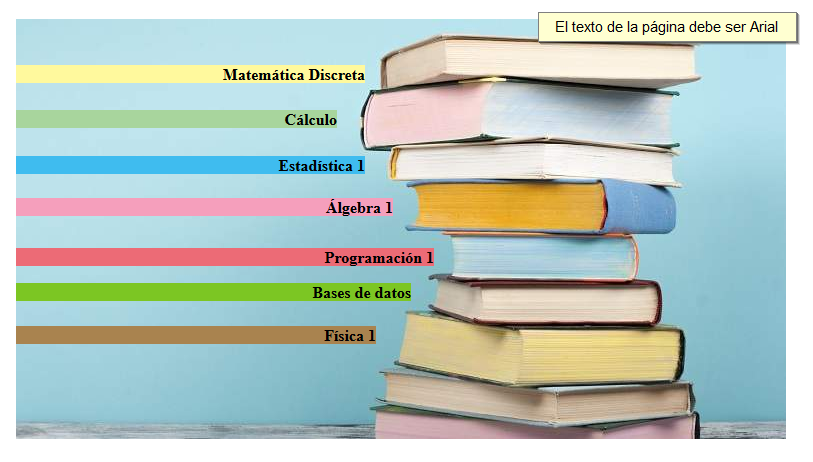 El texto de la página debe ser Arial
Matemática Discreta
Cálculo
Estadística 1
Álgebra 1
Programación 1
Bases de datos
Física 1